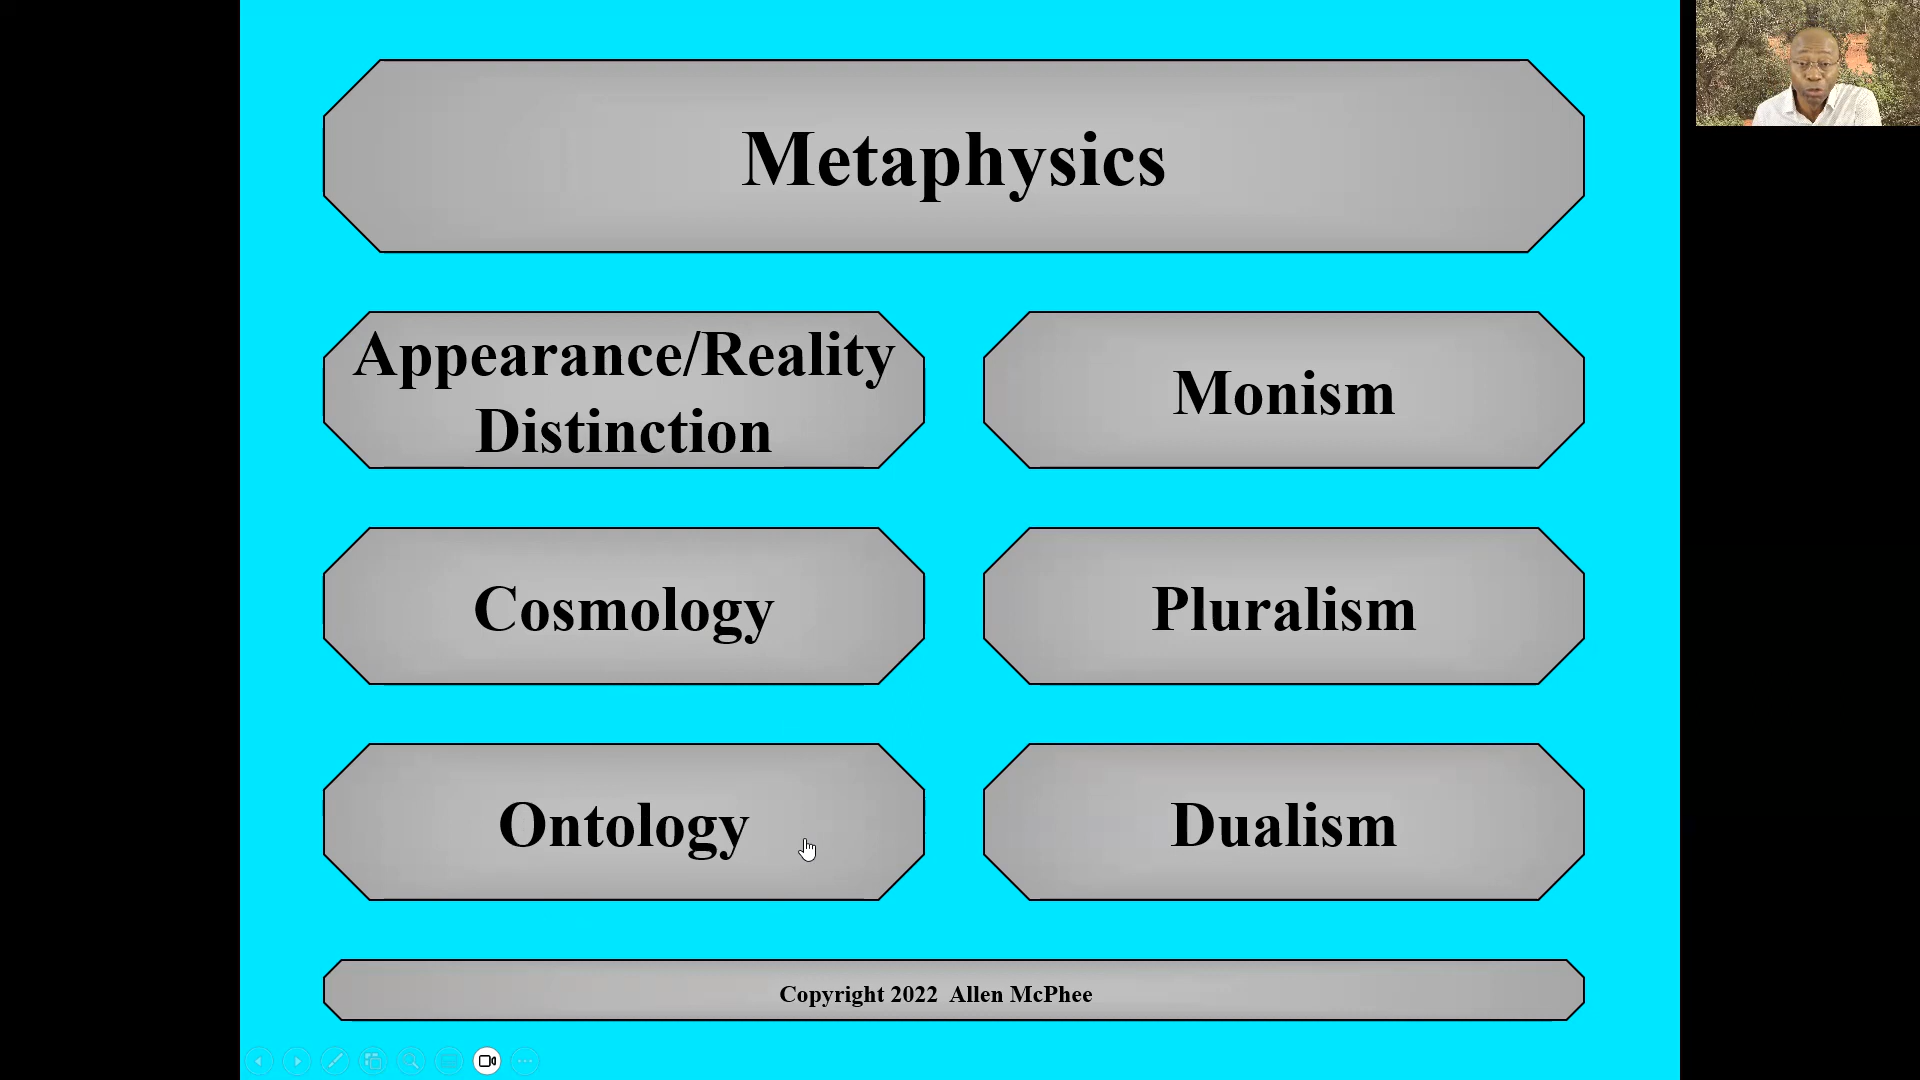 Metaphysics
Appearance/Reality
Distinction
Monism
Cosmology
Pluralism
Ontology
Dualism
Copyright 2022  Allen McPhee